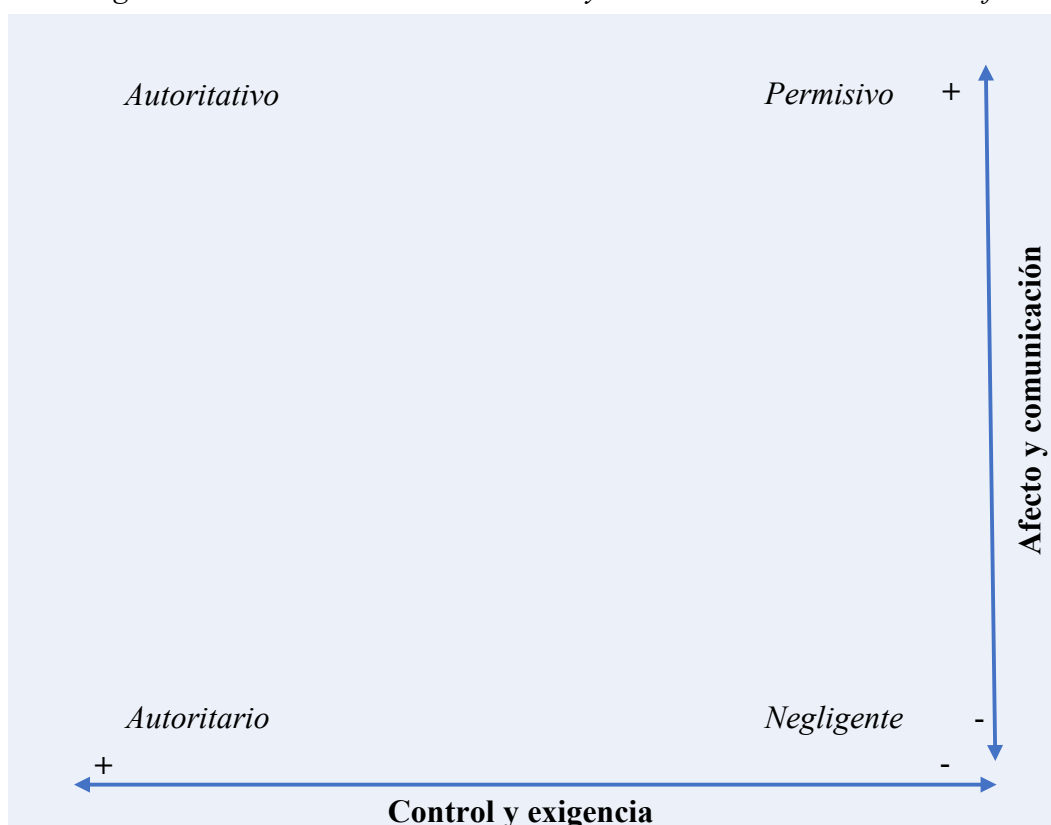 Autoritativo Permisivo +
Afecto y comunicación
Autoritario Negligente -
+ -
Control y exigencia